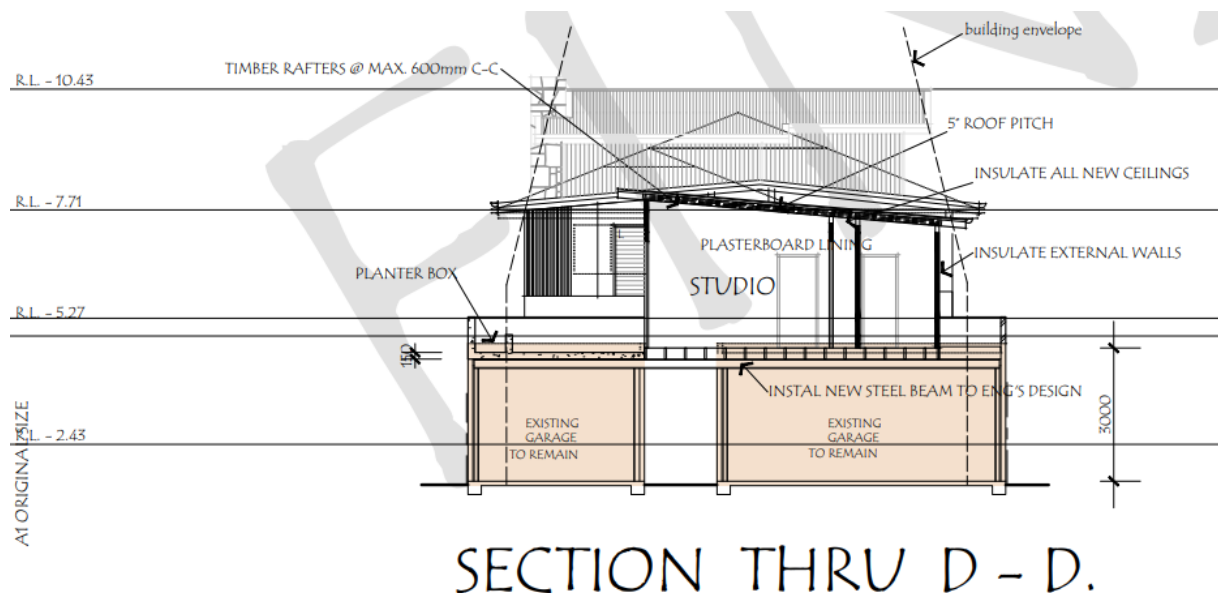 building envelope
TIMBER RAFTERS @ MAX. 600mm C-C
R.L. - 10.43
5° ROOF PITCH
INSULATE ALL NEW CEILINGS
R.L. - 7.71
PLASTERBOARD LINING
INSULATE EXTERNAL WALLS
PLANTER BOX
STUDIO
R.L. - 5.27
150
INSTAL NEW STEEL BEAM TO ENG'S DESIGN
3000
EXISTING
GARAGE
TO REMAIN
EXISTING
GARAGE
TO REMAIN
R.L. - 2.43
A1 ORIGINAL SIZE
SECTION THRU D - D.